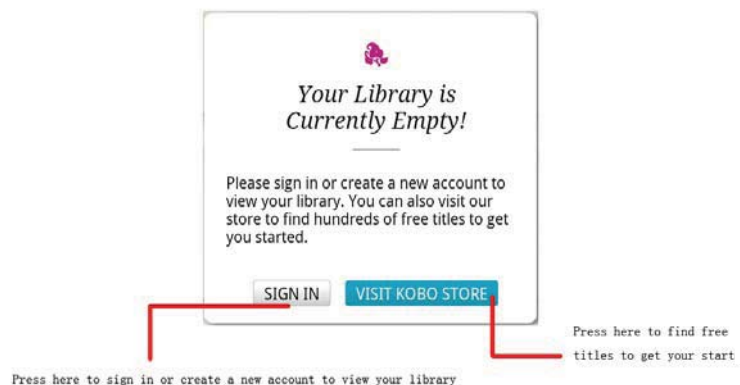 Your Library is
Currently Empty!
Please sign in or create a new account to
view your library. You can also visit our
store to find hundreds of free titles to get
you started.
SIGN IN
VISIT KOBO STORE
Press here to find free
titles to get your start
Press here to sign in or create a new account to view your library